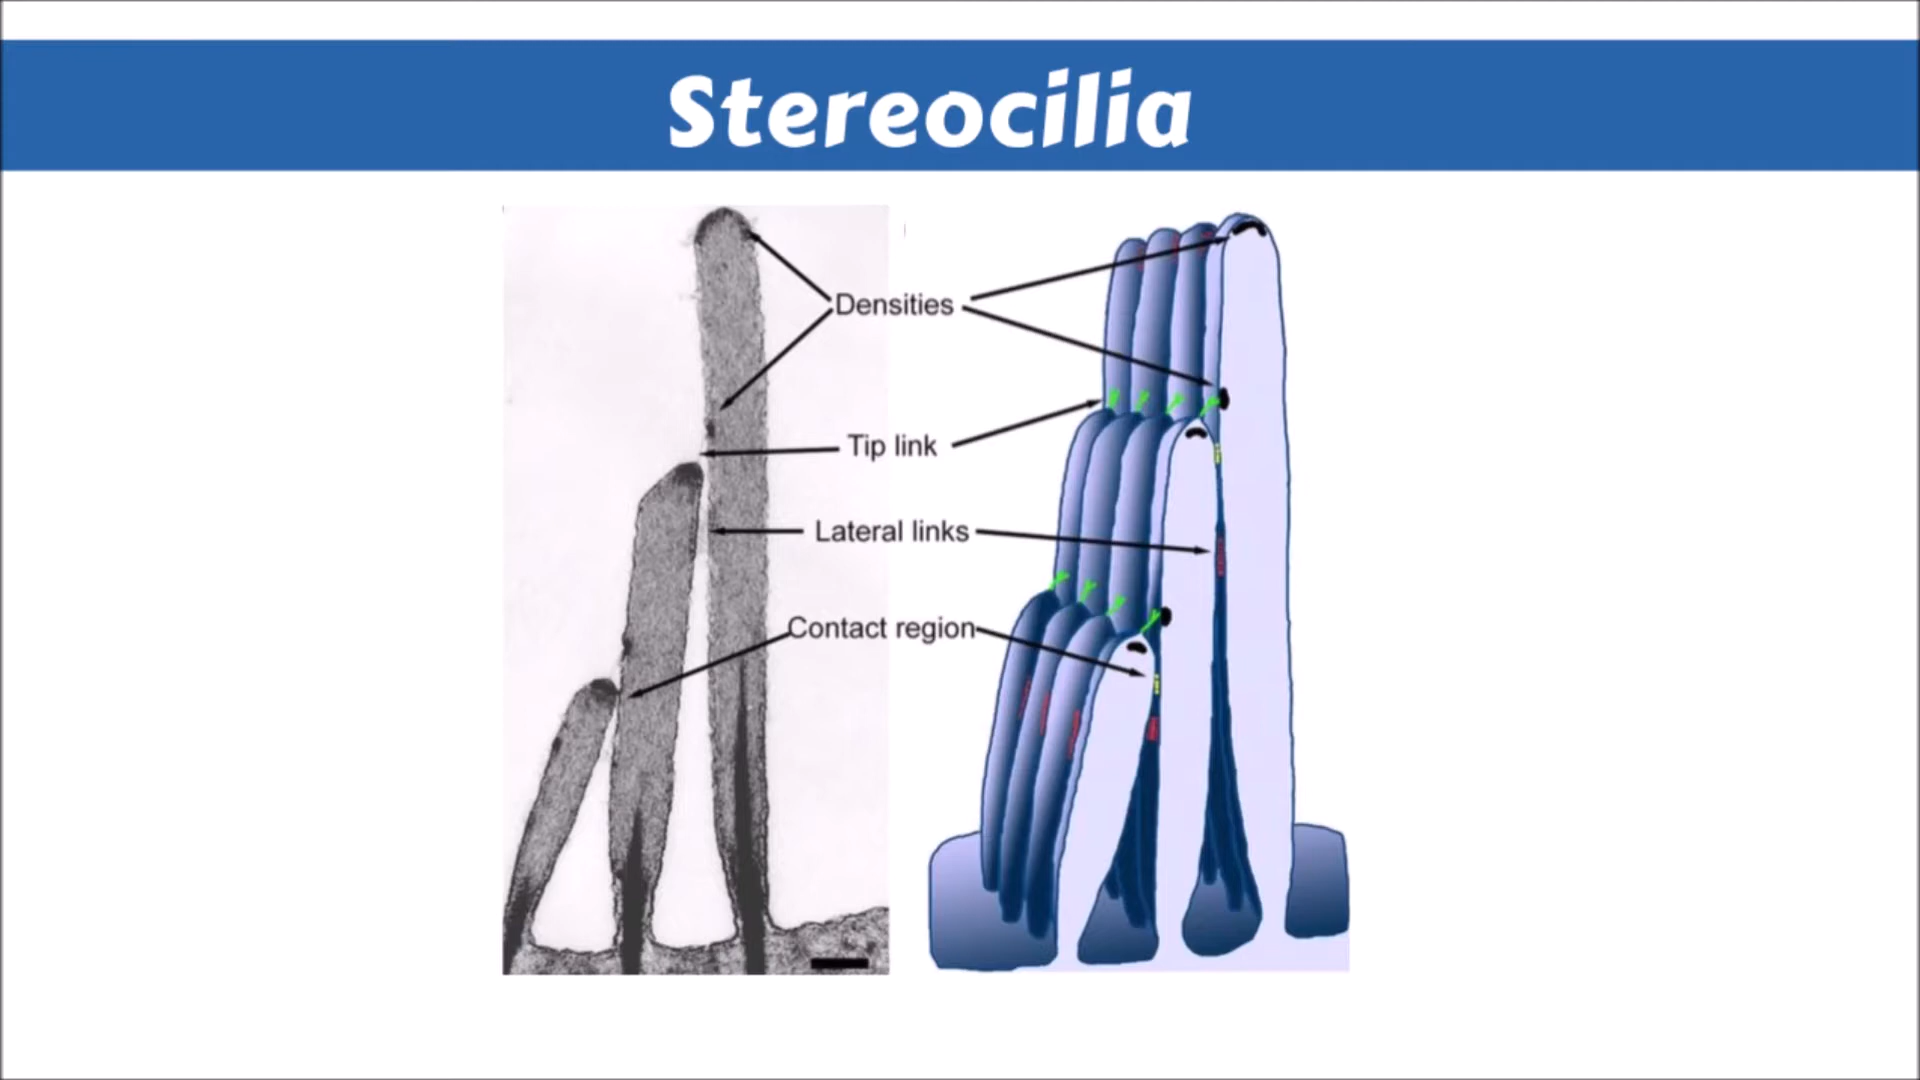 Stereocilia
Densities
Tip link
Lateral links
Contact region